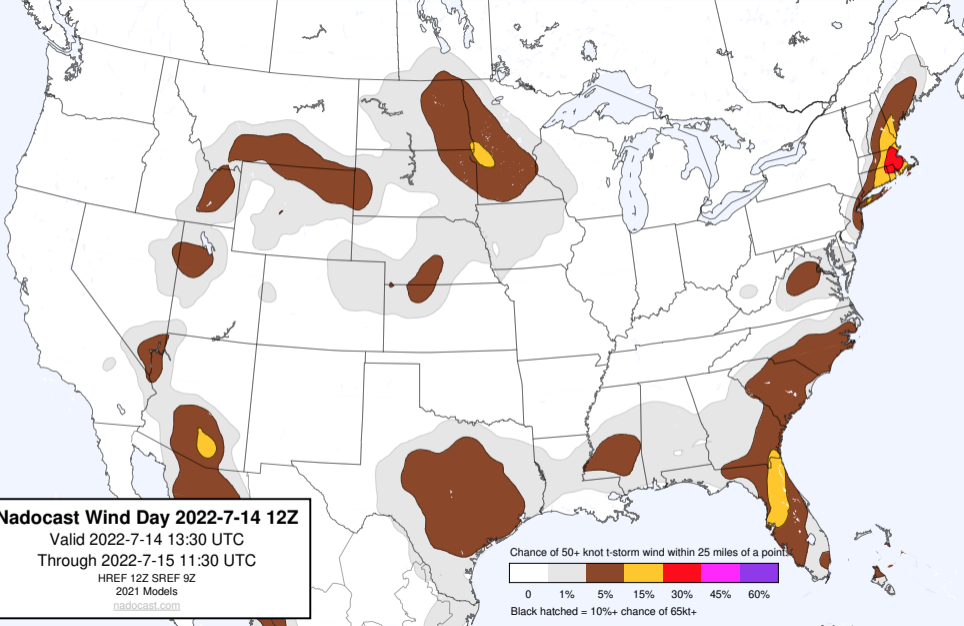 Nadocast Wind Day 2022-7-14 12Z
Valid 2022-7-14 13:30 UTC
Through 2022-7-15 11:30 UTC
HREF 12Z SREF 9Z
2021 Models
nadocast.com
Chance of 50+ knot t-storm wind within 25 miles of a point.
0 1% 5% 15% 30% 45% 60%
Black hatched = 10%+ chance of 65kt+